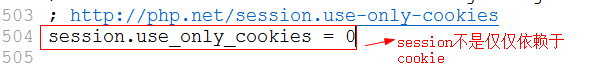 503 ; http://php.net/session.use-only-cookies
504 session.use_only_cookies = 0
session不是仅仅依赖于
cookie
505